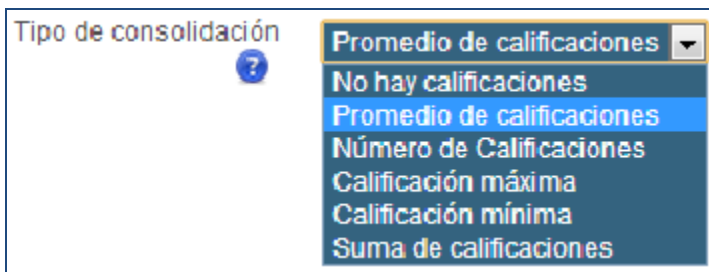 Tipo de consolidación
?
Promedio de calificaciones
No hay calificaciones
Promedio de calificaciones
Número de Calificaciones
Calificación máxima
Calificación mínima
Suma de calificaciones